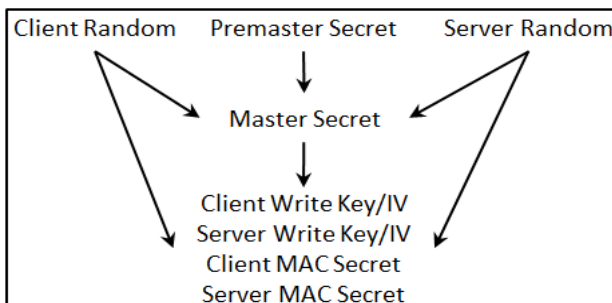 Client Random Premaster Secret Server Random
Master Secret
Client Write Key/IV
Server Write Key/IV
Client MAC Secret
Server MAC Secret